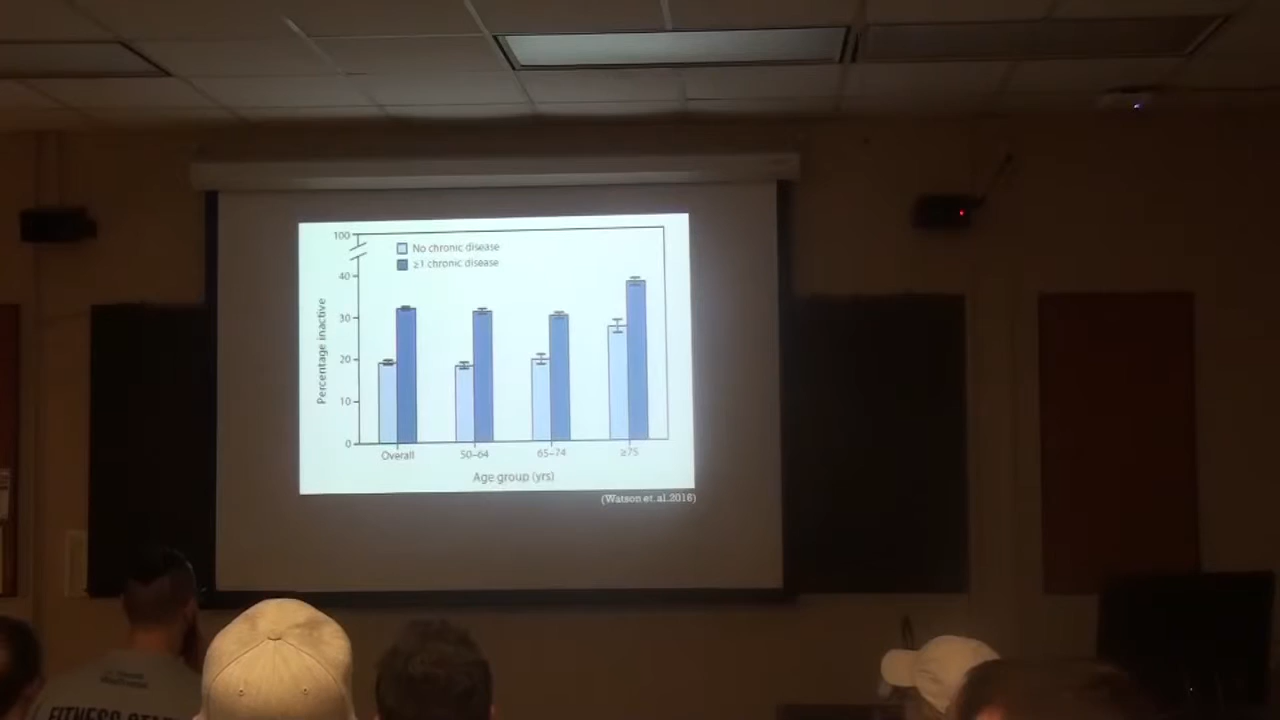 100
No chronic disease
≥1 chronic disease
40
30
20
10
0
Percentage inactive
Overall
50–64
65–74
≥75
Age group (yrs)
(Watson et. al.2016)
FITNESS